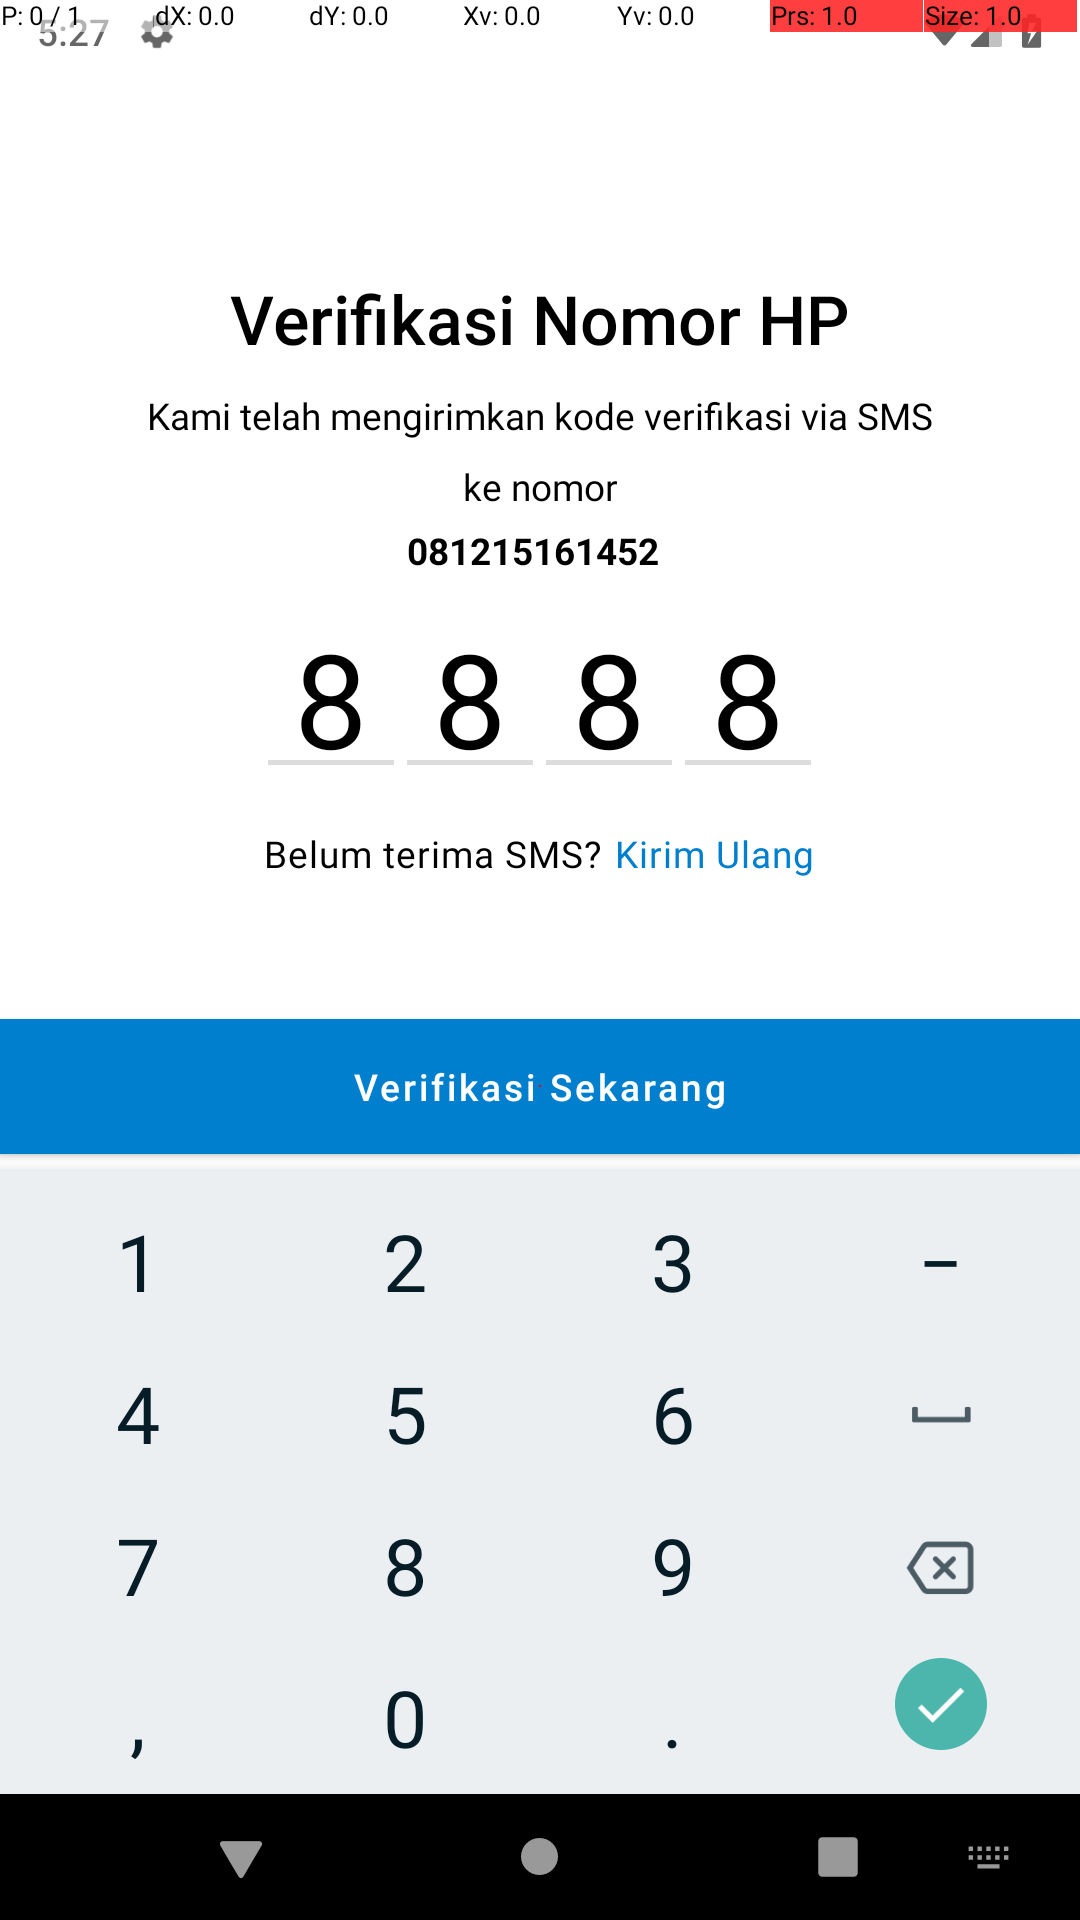 P: 0 / 1 dX: 0.0 dY: 0.0 Xv: 0.0 Yv: 0.0 Prs: 1.0 Size: 1.0
5:27
Verifikasi Nomor HP
Kami telah mengirimkan kode verifikasi via SMS
ke nomor
081215161452
8 8 8 8
Belum terima SMS? Kirim Ulang
Verifikasi Sekarang
1 2 3 –
4 5 6
7 8 9
, 0 .